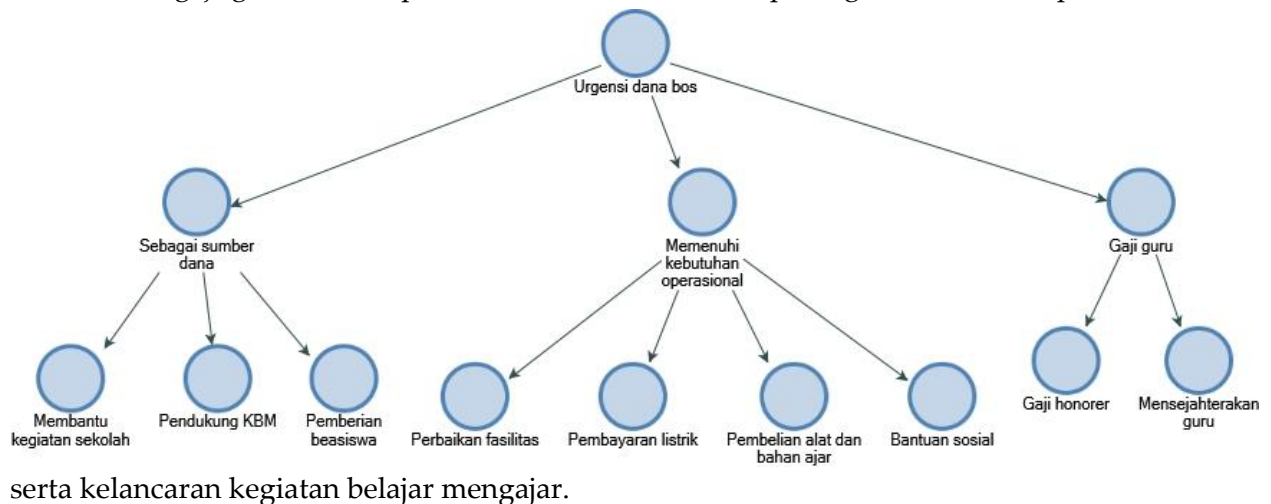 Urgensi dana bos
Sebagai sumber
dana
Memenuhi
kebutuhan
operasional
Gaji guru
Membantu
kegiatan sekolah
Pendukung KBM
Pemberian
beasiswa
Perbaikan fasilitas
Pembayaran listrik
Pembelian alat dan
bahan ajar
Bantuan sosial
Gaji honorer
Mensejahterakan
guru
serta kelancaran kegiatan belajar mengajar.